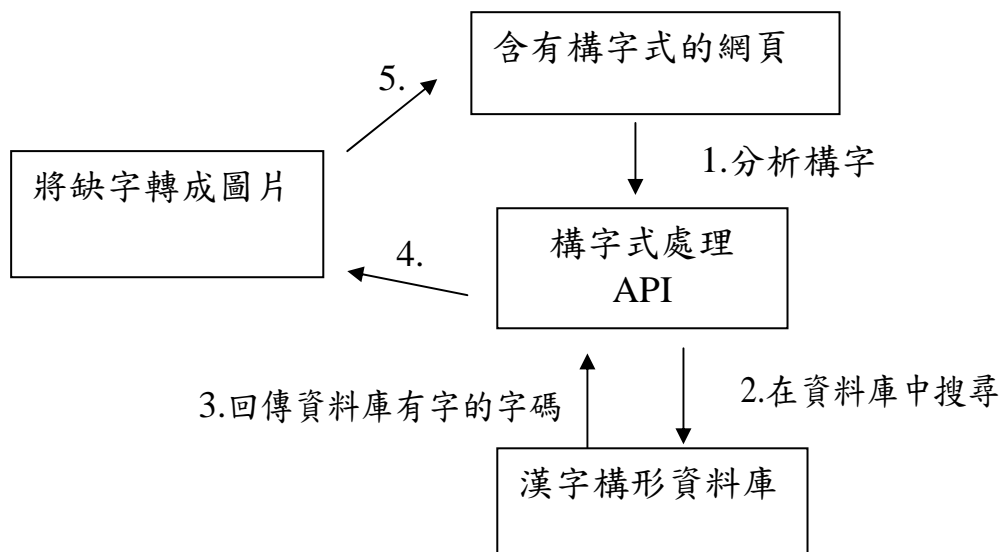 含有構字式的網頁
5.
1.分析構字
將缺字轉成圖片
構字式處理
API
4.
3.回傳資料庫有字的字碼
2.在資料庫中搜尋
漢字構形資料庫